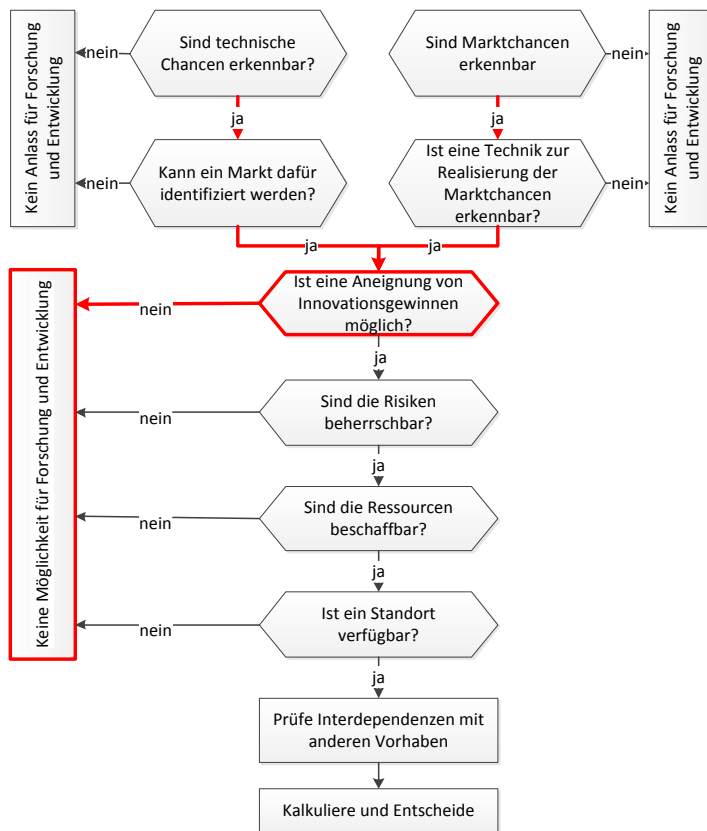 Kein Anlass für Forschung
und Entwicklung
nein
Sind technische
Chancen erkennbar?
Sind Marktchancen
erkennbar
nein
Kein Anlass für Forschung
und Entwicklung
ja
ja
nein
Kann ein Markt dafür
identifiziert werden?
Ist eine Technik zur
Realisierung der
Marktchancen
erkennbar?
nein
ja
ja
Keine Möglichkeit für Forschung und Entwicklung
nein
Ist eine Aneignung von
Innovationsgewinnen
möglich?
ja
nein
Sind die Risiken
beherrschbar?
ja
nein
Sind die Ressourcen
beschaffbar?
ja
nein
Ist ein Standort
verfügbar?
ja
Prüfe Interdependenzen mit
anderen Vorhaben
Kalkuliere und Entscheide